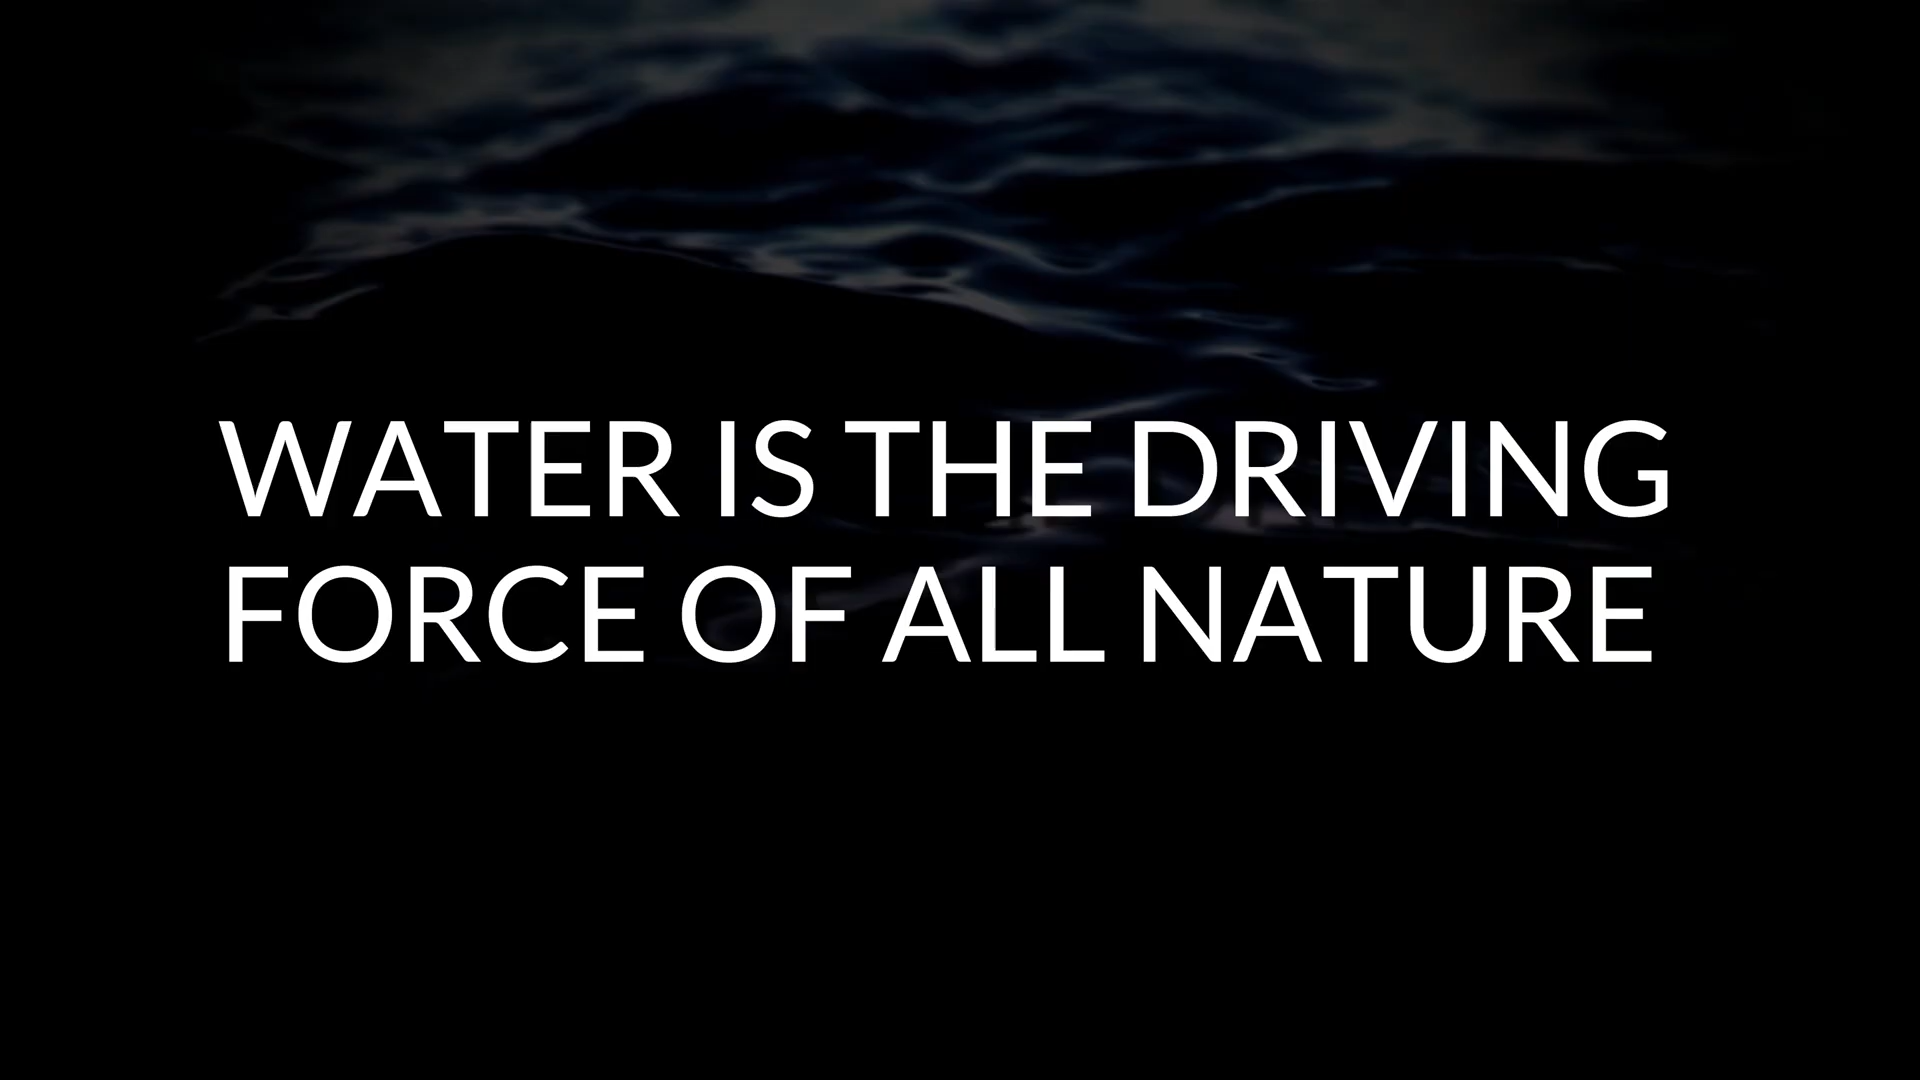 WATER IS THE DRIVING
FORCE OF ALL NATURE